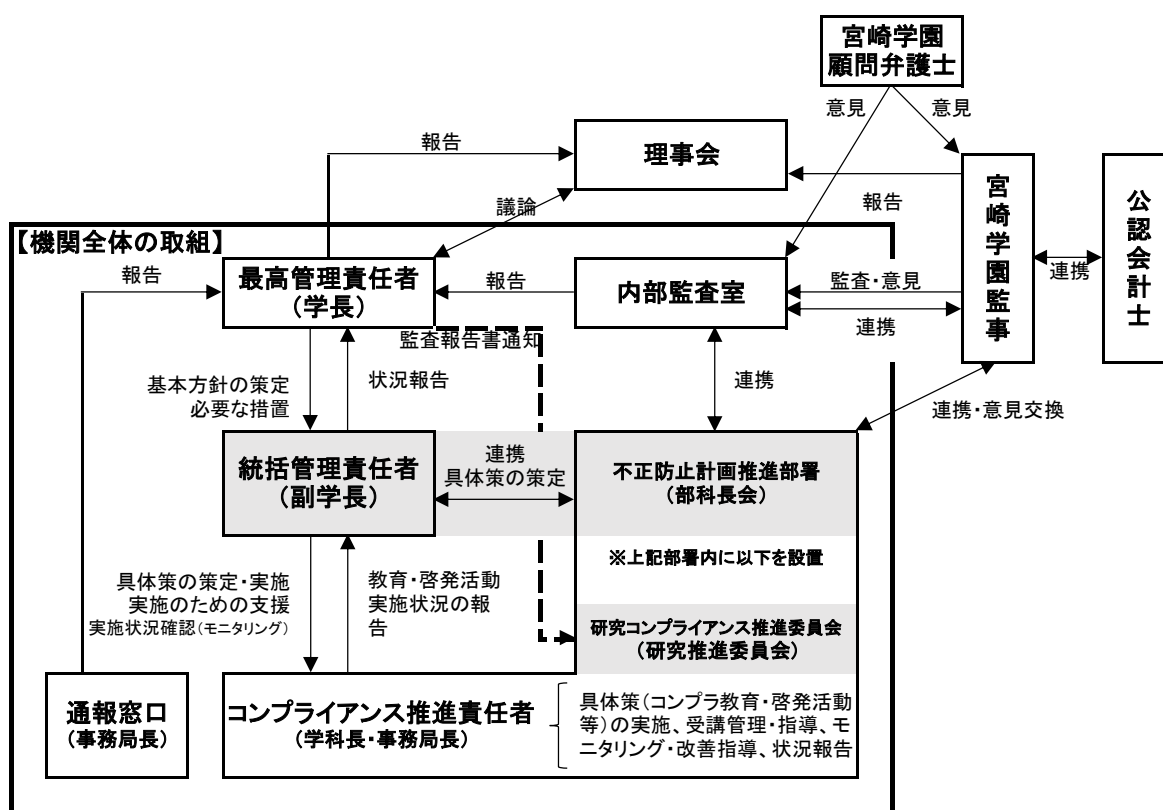 宮崎学園
顧問弁護士
意見
意見
報告
理事会
議論
報告
宮崎学園監事
公認会計士
連携
【機関全体の取組】
報告
最高管理責任者
（学長）
報告
内部監査室
監査・意見
連携
監査報告書通知
基本方針の策定
必要な措置
状況報告
連携
連携・意見交換
統括管理責任者
（副学長）
連携
具体策の策定
不正防止計画推進部署
（部科長会）
※上記部署内に以下を設置
具体策の策定・実施
実施のための支援
実施状況確認（モニタリング）
教育・啓発活動
実施状況の報
告
研究コンプライアンス推進委員会
（研究推進委員会）
通報窓口
（事務局長）
コンプライアンス推進責任者
（学科長・事務局長）
具体策（コンプラ教育・啓発活動
等）の実施、受講管理・指導、モ
ニタリング・改善指導、状況報告